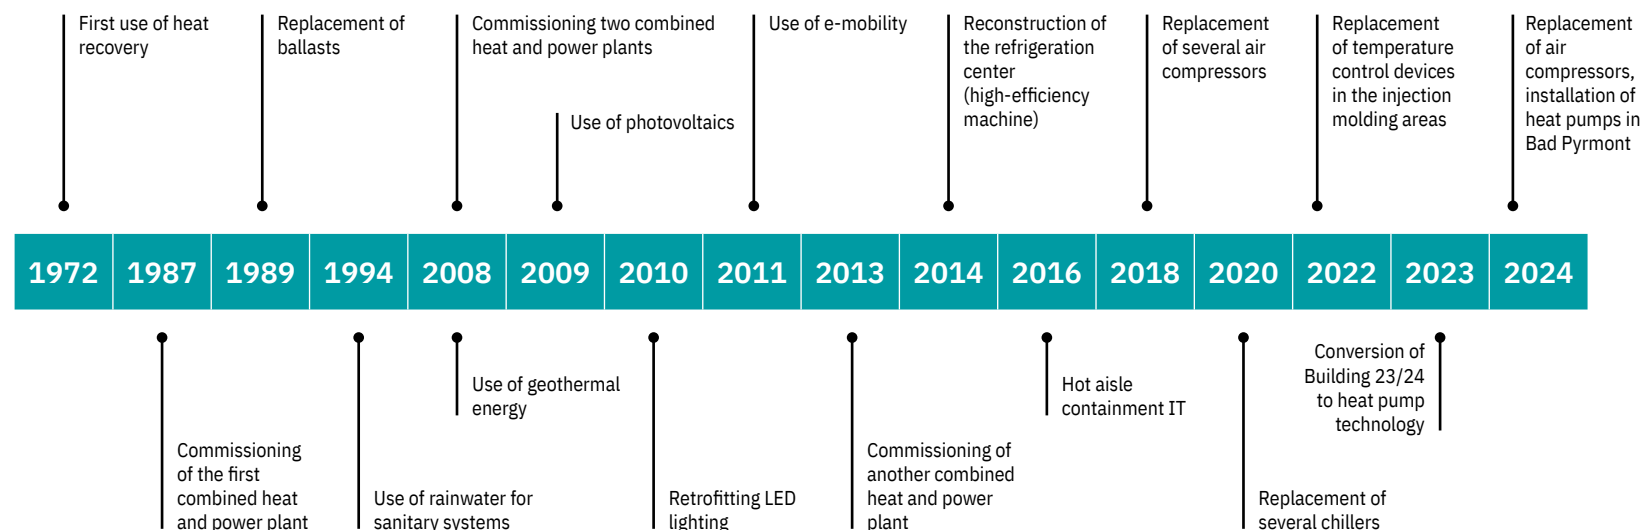 First use of heat
recovery
Replacement of
ballasts
Commissioning two combined
heat and power plants
Use of photovoltaics
Use of e-mobility
Reconstruction of
the refrigeration
center
(high-efficiency
machine)
Replacement
of several air
compressors
Replacement
of temperature
control devices
in the injection
molding areas
Replacement
of air
compressors,
installation of
heat pumps in
Bad Pyrmont
1972 1987 1989 1994 2008 2009 2010 2011 2013 2014 2016 2018 2020 2022 2023 2024
Commissioning
of the first
combined heat
and power plant
Use of rainwater for
sanitary systems
Use of geothermal
energy
Retrofitting LED
lighting
Commissioning of
another combined
heat and power
plant
Hot aisle
containment IT
Replacement of
several chillers
Conversion of
Building 23/24
to heat pump
technology